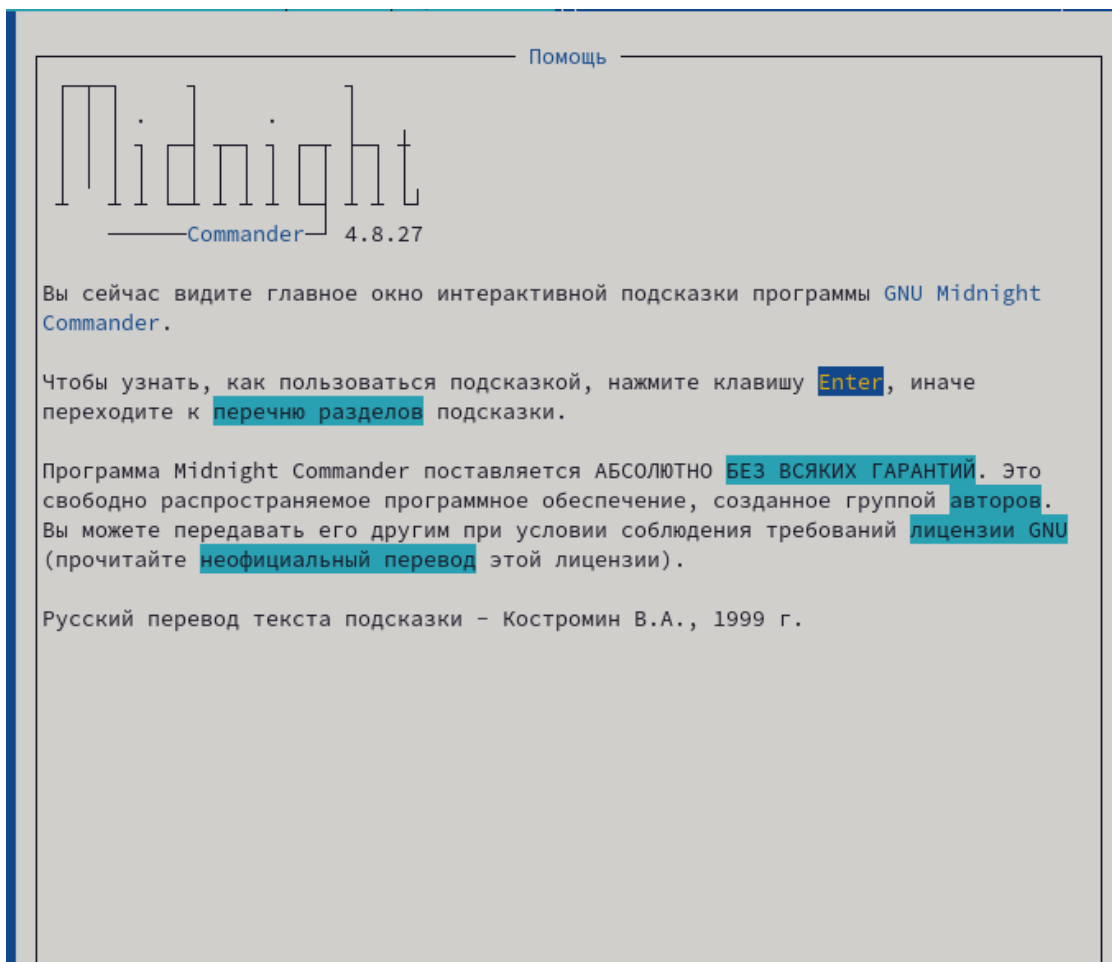 Помощь
Midnight
Commander 4.8.27
Вы сейчас видите главное окно интерактивной подсказки программы GNU Midnight
Commander.
Чтобы узнать, как пользоваться подсказкой, нажмите клавишу Enter, иначе
переходите к перечню разделов подсказки.
Программа Midnight Commander поставляется АБСОЛЮТНО БЕЗ ВСЯКИХ ГАРАНТИЙ. Это
свободно распространяемое программное обеспечение, созданное группой авторов.
Вы можете передавать его другим при условии соблюдения требований лицензии GNU
(прочитайте неофициальный перевод этой лицензии).
Русский перевод текста подсказки – Костромин В.А., 1999 г.